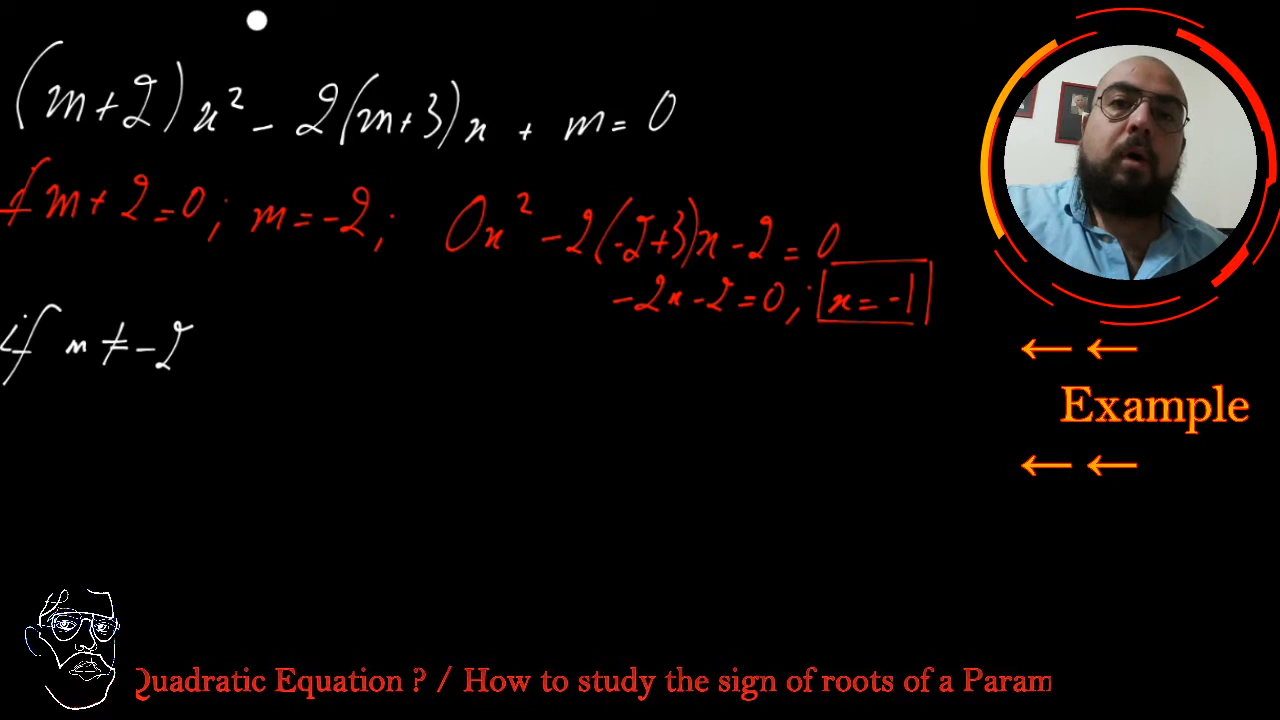 (m+2)x² - 2(m+3)x + m = 0
if m+2=0; m=-2; 0x² -2(-2+3)x-2=0
-2x-2=0; x=-1
if m≠-2
←← 
Example
←←
Quadratic Equation ? / How to study the sign of roots of a Param